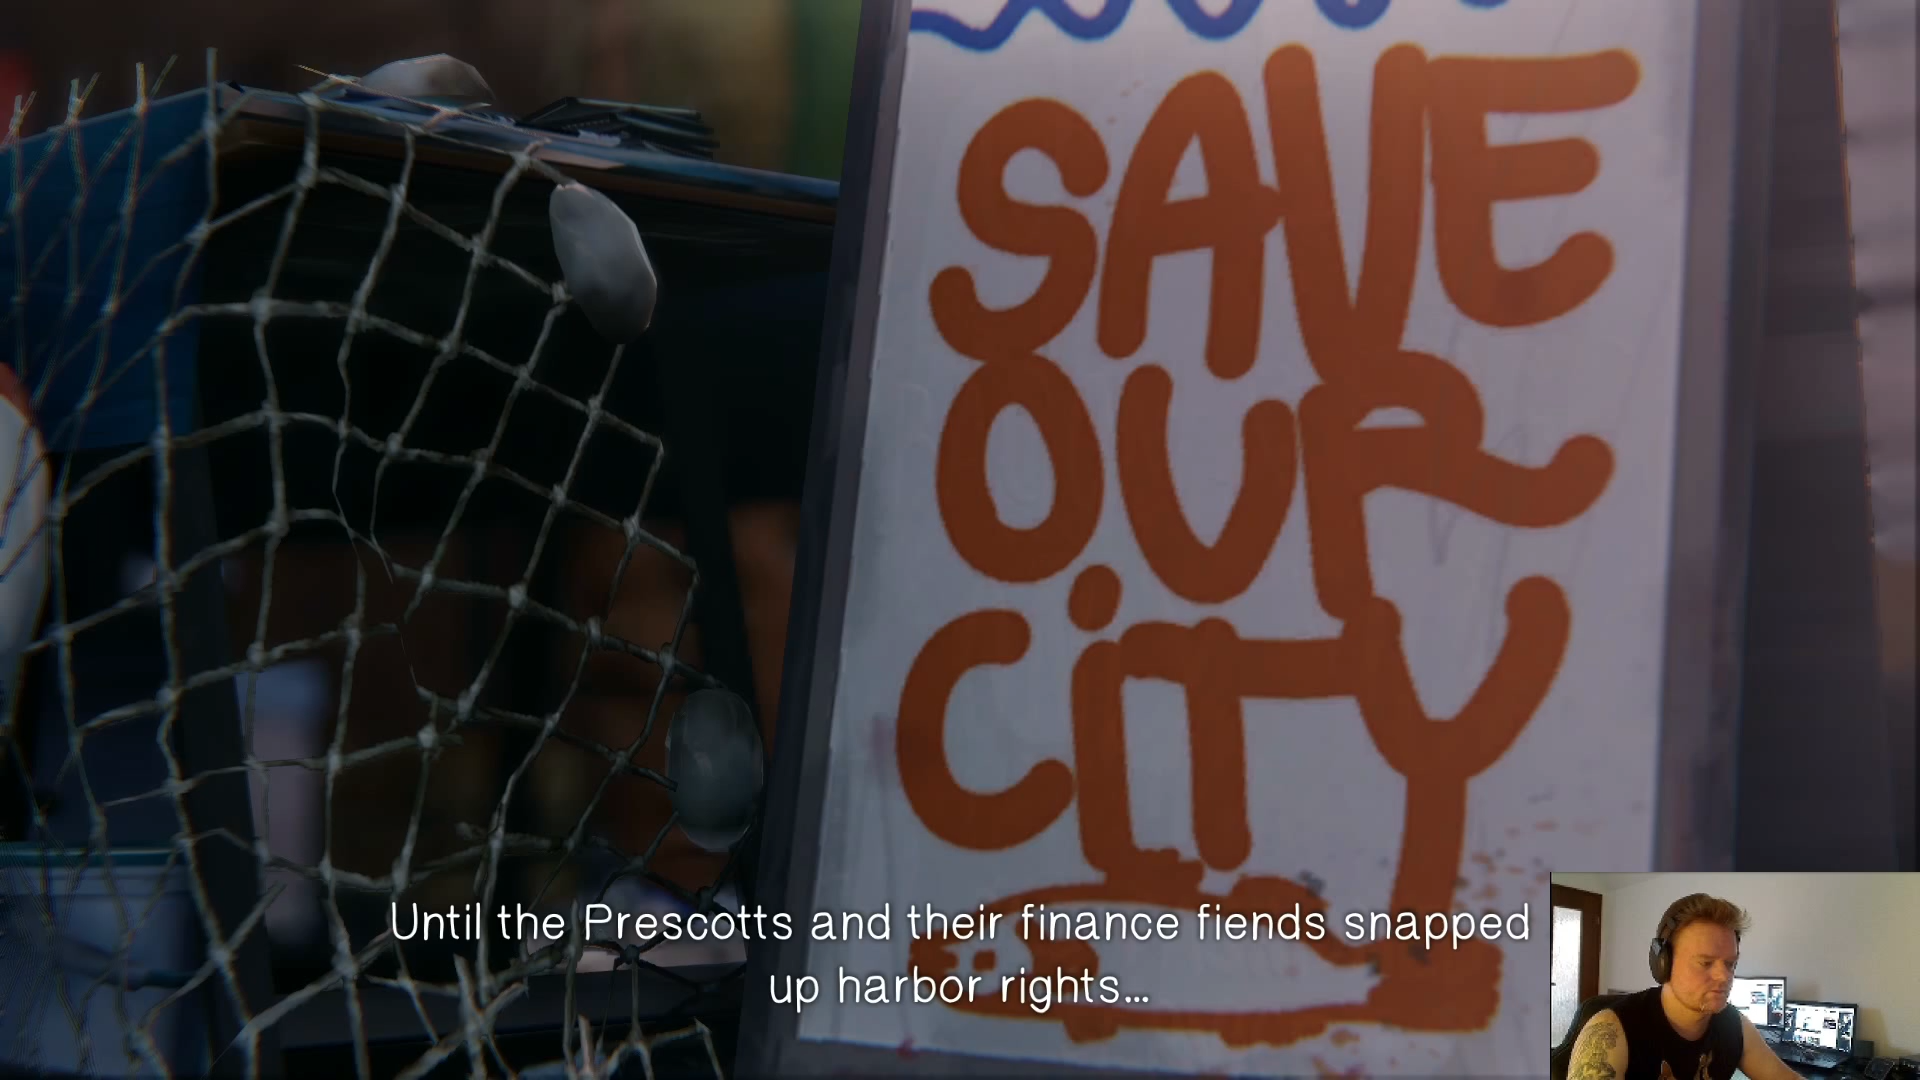 SAVE
OUR
CiTY
Until the Prescotts and their finance fiends snapped
up harbor rights...